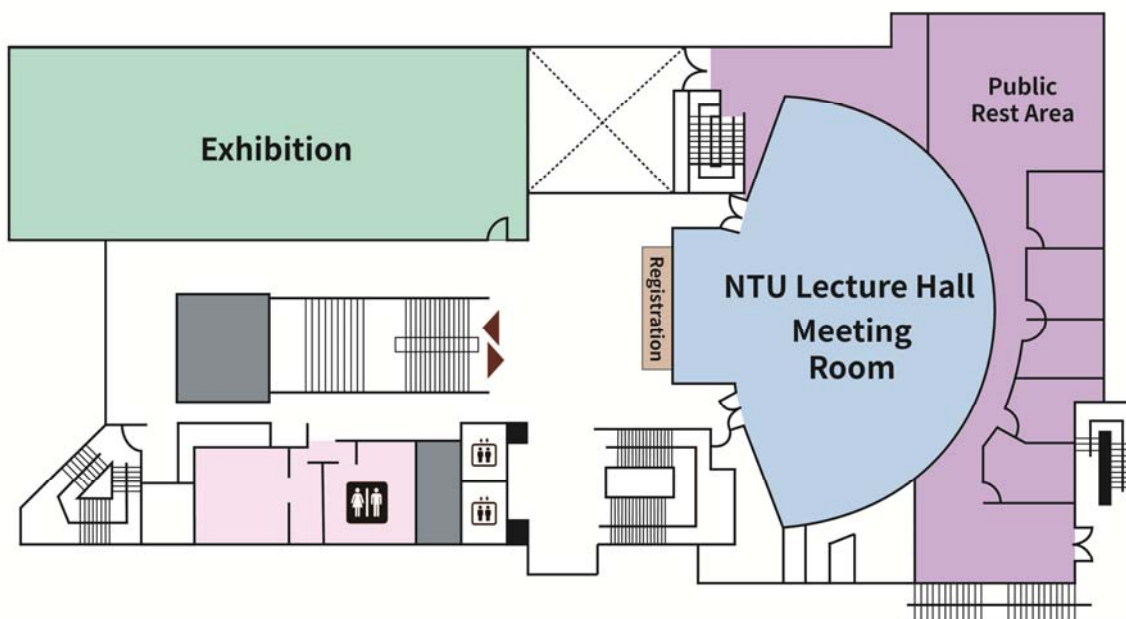 Exhibition
Public
Rest Area
Registration
NTU Lecture Hall
Meeting
Room